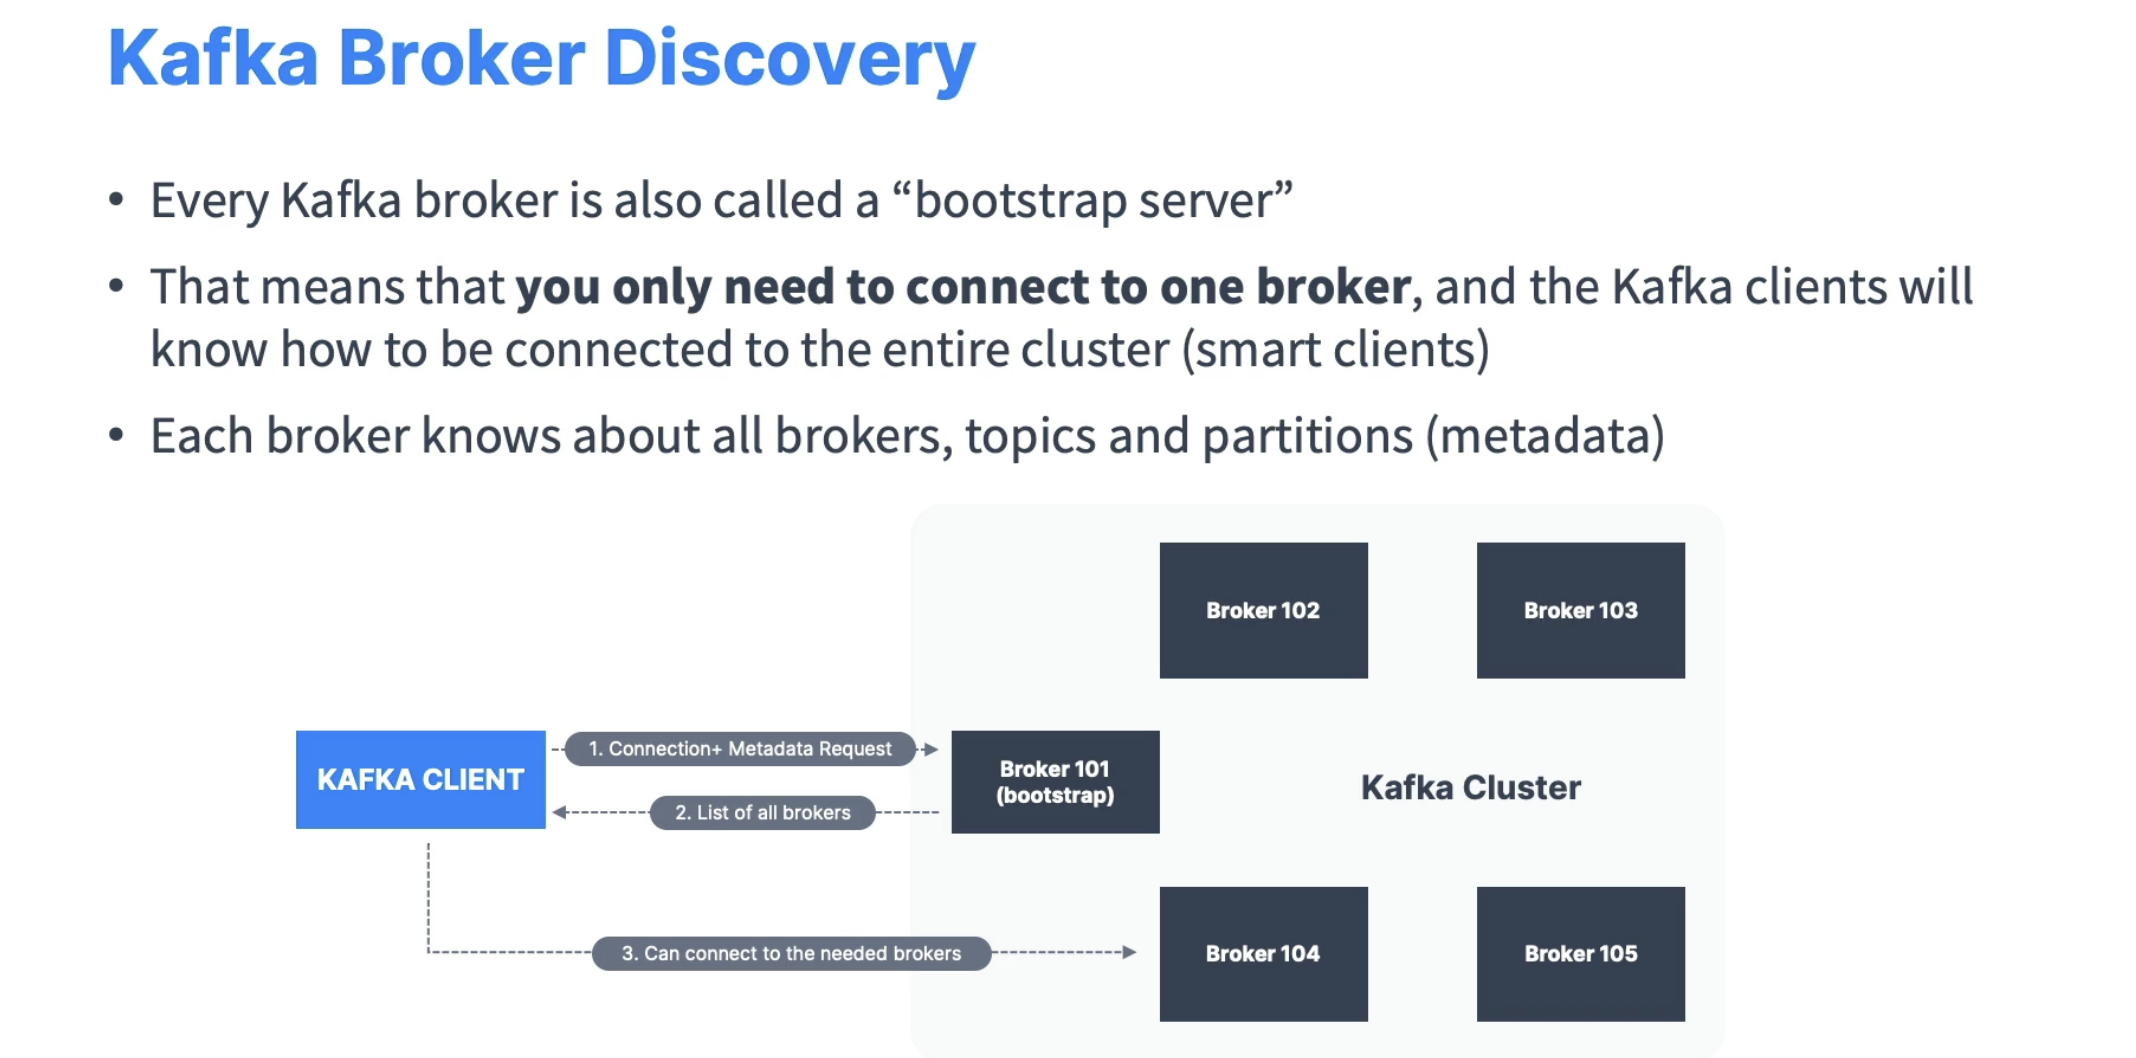 Kafka Broker Discovery
• Every Kafka broker is also called a “bootstrap server”
• That means that you only need to connect to one broker, and the Kafka clients will
know how to be connected to the entire cluster (smart clients)
• Each broker knows about all brokers, topics and partitions (metadata)
Broker 102
Broker 103
KAFKA CLIENT
1. Connection+ Metadata Request
2. List of all brokers
Broker 101
(bootstrap)
Kafka Cluster
3. Can connect to the needed brokers
Broker 104
Broker 105